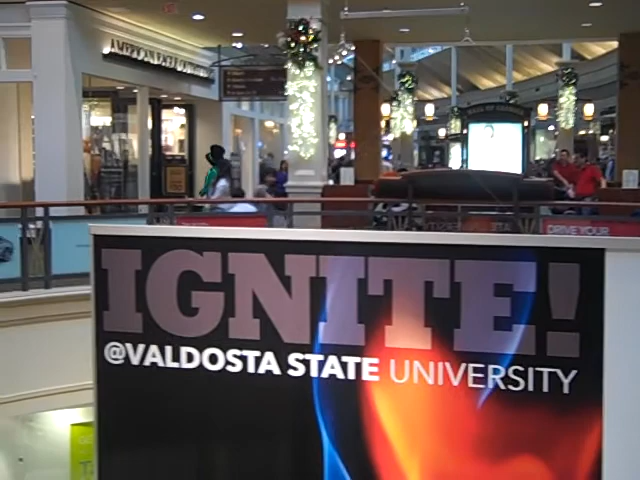 AMERICAN EAGLE OUTFITTERS
IGNITE!
@VALDOSTA STATE UNIVERSITY
DRIVE YOUR